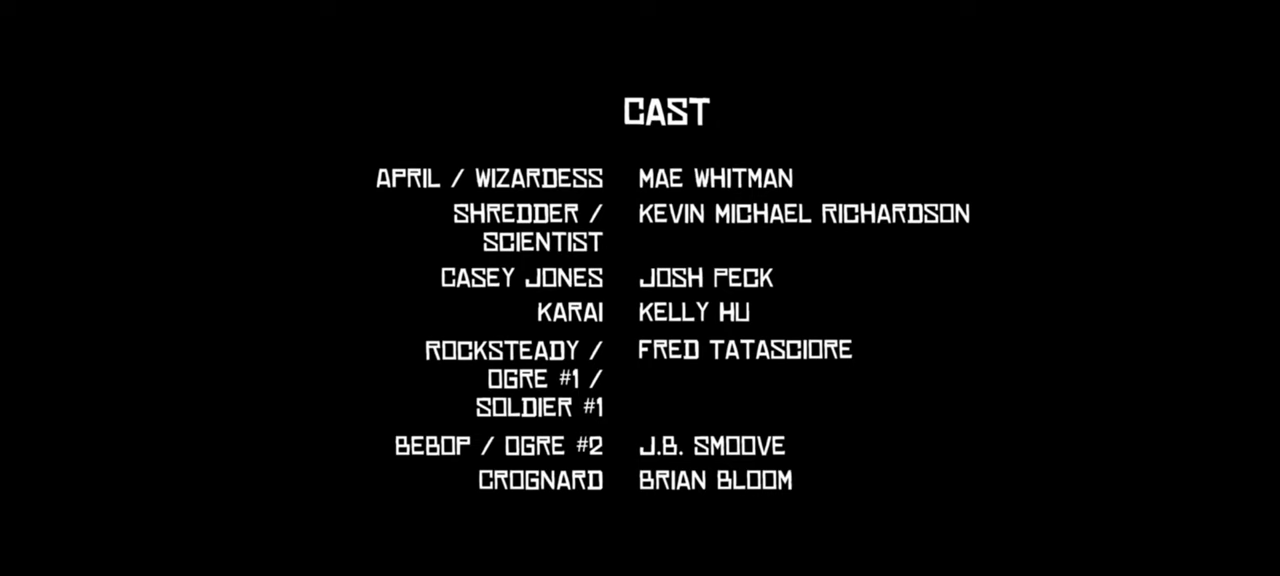 CAST
APRIL / WIZARDESS MAE WHITMAN
SHREDDER / KEVIN MICHAEL RICHARDSON
SCIENTIST
CASEY JONES JOSH PECK
KARAI KELLY HU
ROCKSTEADY / FRED TATASCIORE
OGRE #1 /
SOLDIER #1
BEBOP / OGRE #2 J.B. SMOOVE
CROGNARD BRIAN BLOOM